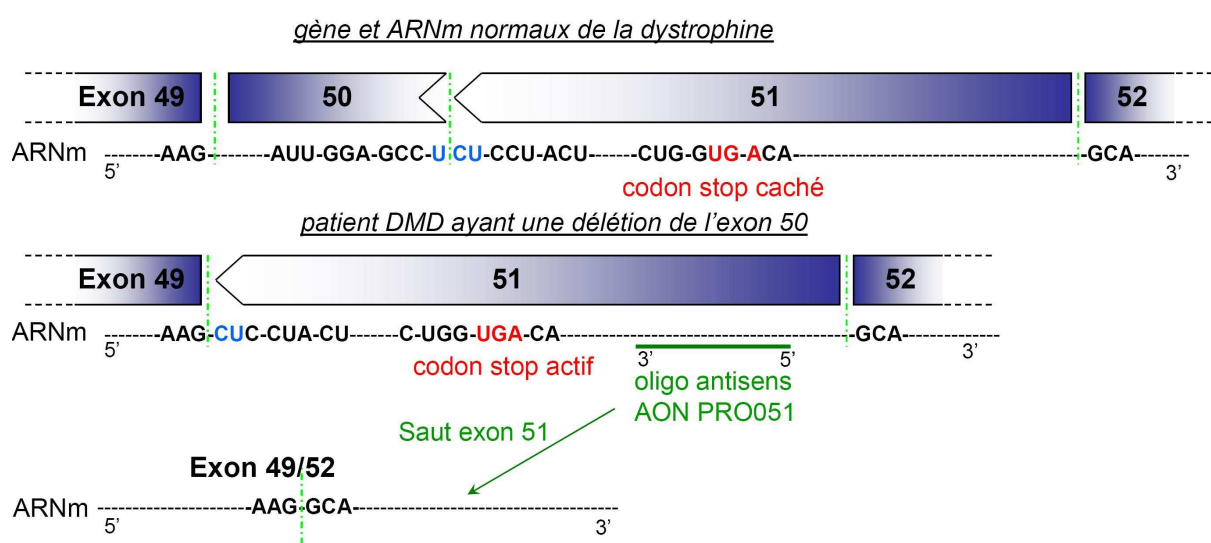 gène et ARNm normaux de la dystrophine
Exon 49 50 51 52
ARNm -AAG- AUU-GGA-GCC-U CU-CCU-ACU- CUG-GUG-ACA- -GCA-
5' 3'
codon stop caché
patient DMD ayant une délétion de l'exon 50
Exon 49 51 52
ARNm -AAG-CUC-CUA-CU- C-UGG-UGA-CA- -GCA-
5' 3' 5' 3'
codon stop actif
oligo antisens
AON PRO051
Saut exon 51
Exon 49/52
ARNm -AAG-GCA-
5' 3'